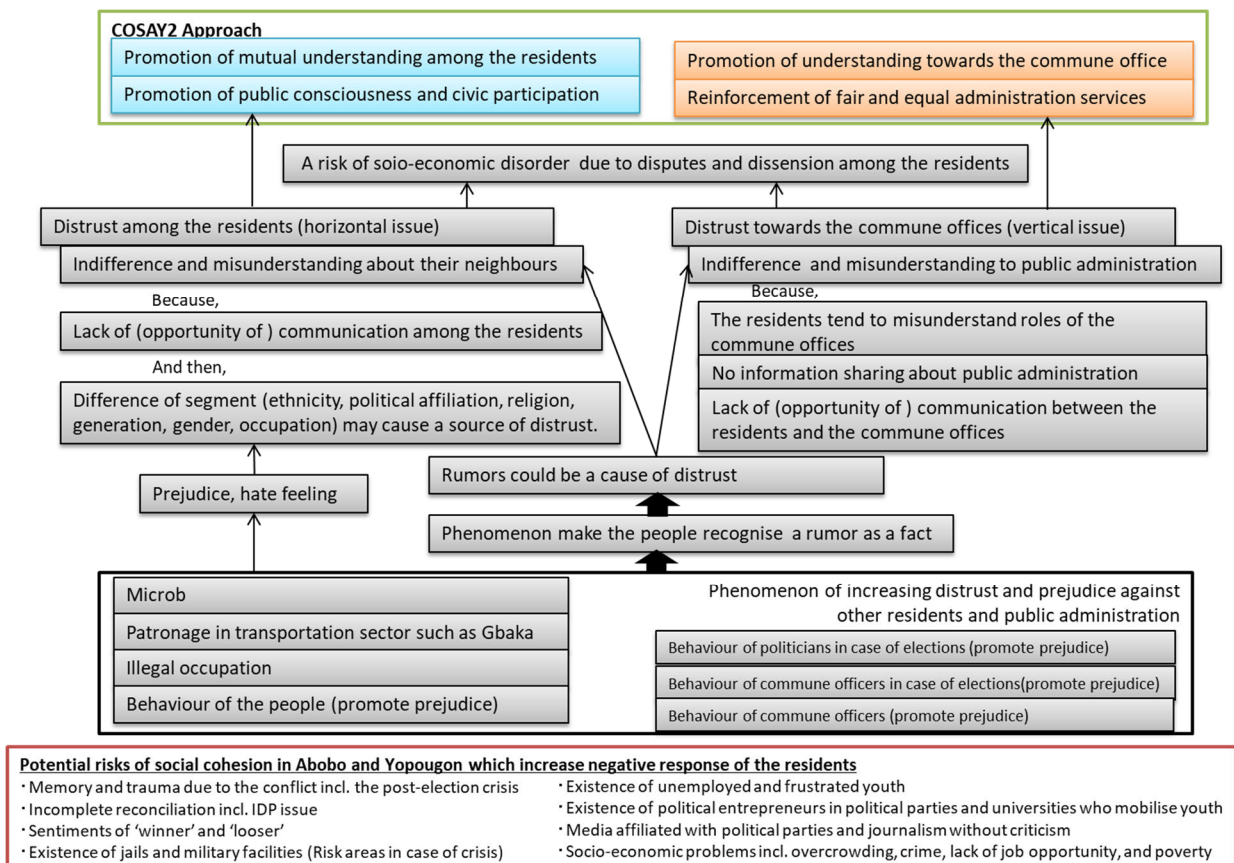 COSAY2 Approach
Promotion of mutual understanding among the residents
Promotion of public consciousness and civic participation
Promotion of understanding towards the commune office
Reinforcement of fair and equal administration services
A risk of soio-economic disorder due to disputes and dissension among the residents
Distrust among the residents (horizontal issue)
Indifference and misunderstanding about their neighbours
Because,
Lack of (opportunity of ) communication among the residents
And then,
Difference of segment (ethnicity, political affiliation, religion,
generation, gender, occupation) may cause a source of distrust.
Prejudice, hate feeling
Distrust towards the commune offices (vertical issue)
Indifference and misunderstanding to public administration
Because,
The residents tend to misunderstand roles of the
commune offices
No information sharing about public administration
Lack of (opportunity of ) communication between the
residents and the commune offices
Rumors could be a cause of distrust
Phenomenon make the people recognise a rumor as a fact
Microb
Patronage in transportation sector such as Gbaka
Illegal occupation
Behaviour of the people (promote prejudice)
Phenomenon of increasing distrust and prejudice against
other residents and public administration
Behaviour of politicians in case of elections (promote prejudice)
Behaviour of commune officers in case of elections(promote prejudice)
Behaviour of commune officers (promote prejudice)
Potential risks of social cohesion in Abobo and Yopougon which increase negative response of the residents
・Memory and trauma due to the conflict incl. the post-election crisis
・Incomplete reconciliation incl. IDP issue
・Sentiments of ‘winner’ and ‘looser’
・Existence of jails and military facilities (Risk areas in case of crisis)
・Existence of unemployed and frustrated youth
・Existence of political entrepreneurs in political parties and universities who mobilise youth
・Media affiliated with political parties and journalism without criticism
・Socio-economic problems incl. overcrowding, crime, lack of job opportunity, and poverty